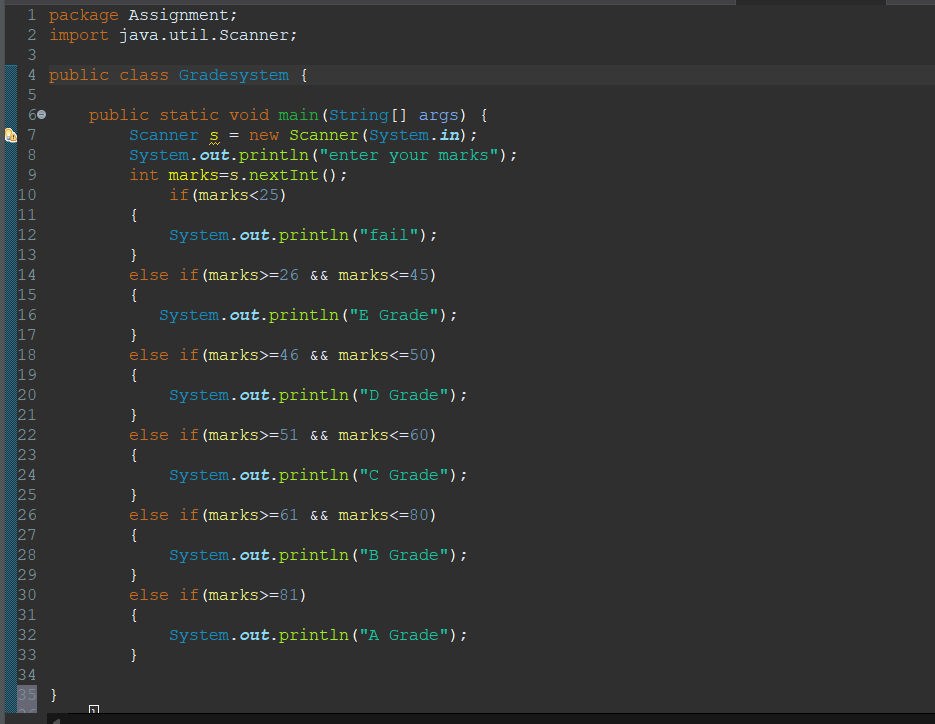 1 package Assignment;
2 import java.util.Scanner;
3
4 public class Gradesystem {
5
6 public static void main(String[] args) {
7 Scanner s = new Scanner(System.in);
8 System.out.println("enter your marks");
9 int marks=s.nextInt();
10 if(marks<25)
11 {
12 System.out.println("fail");
13 }
14 else if(marks>=26 && marks<=45)
15 {
16 System.out.println("E Grade");
17 }
18 else if(marks>=46 && marks<=50)
19 {
20 System.out.println("D Grade");
21 }
22 else if(marks>=51 && marks<=60)
23 {
24 System.out.println("C Grade");
25 }
26 else if(marks>=61 && marks<=80)
27 {
28 System.out.println("B Grade");
29 }
30 else if(marks>=81)
31 {
32 System.out.println("A Grade");
33 }
34
35 }